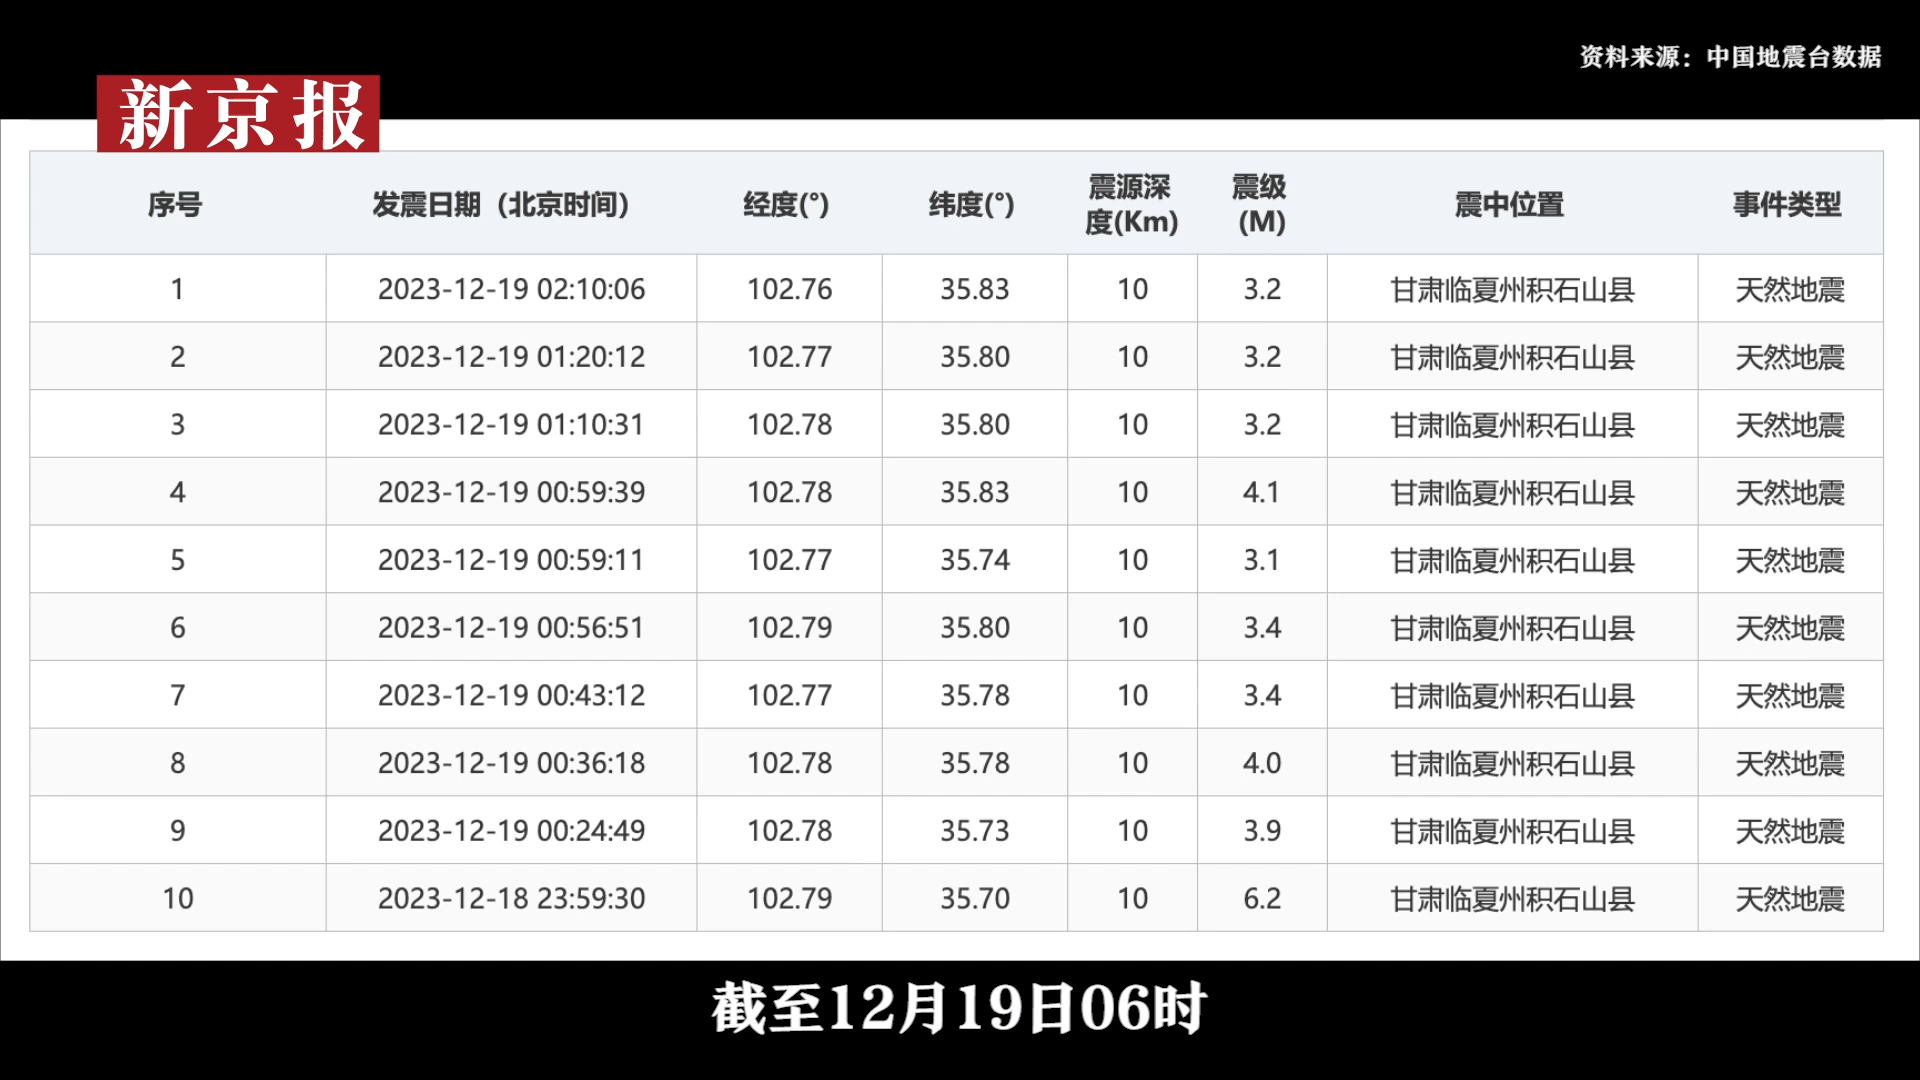 资料来源：中国地震台数据
新京报
序号 发震日期（北京时间） 经度(°) 纬度(°) 震源深度(Km) 震级(M) 震中位置 事件类型
1 2023-12-19 02:10:06 102.76 35.83 10 3.2 甘肃临夏州积石山县 天然地震
2 2023-12-19 01:20:12 102.77 35.80 10 3.2 甘肃临夏州积石山县 天然地震
3 2023-12-19 01:10:31 102.78 35.80 10 3.2 甘肃临夏州积石山县 天然地震
4 2023-12-19 00:59:39 102.78 35.83 10 4.1 甘肃临夏州积石山县 天然地震
5 2023-12-19 00:59:11 102.77 35.74 10 3.1 甘肃临夏州积石山县 天然地震
6 2023-12-19 00:56:51 102.79 35.80 10 3.4 甘肃临夏州积石山县 天然地震
7 2023-12-19 00:43:12 102.77 35.78 10 3.4 甘肃临夏州积石山县 天然地震
8 2023-12-19 00:36:18 102.78 35.78 10 4.0 甘肃临夏州积石山县 天然地震
9 2023-12-19 00:24:49 102.78 35.73 10 3.9 甘肃临夏州积石山县 天然地震
10 2023-12-18 23:59:30 102.79 35.70 10 6.2 甘肃临夏州积石山县 天然地震
截至12月19日06时